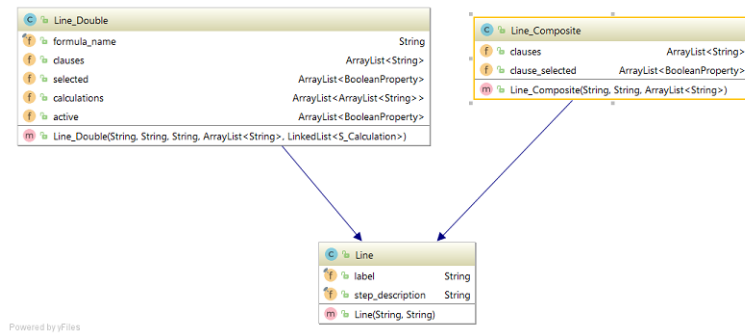 Line_Double
formula_name String
clauses ArrayList<String>
selected ArrayList<BooleanProperty>
calculations ArrayList<ArrayList<String>>
active ArrayList<BooleanProperty>
Line_Double(String, String, String, ArrayList<String>, LinkedList<S_Calculation>)
Line_Composite
clauses ArrayList<String>
clause_selected ArrayList<BooleanProperty>
Line_Composite(String, String, ArrayList<String>)
Line
label String
step_description String
Line(String, String)
Powered by yFiles